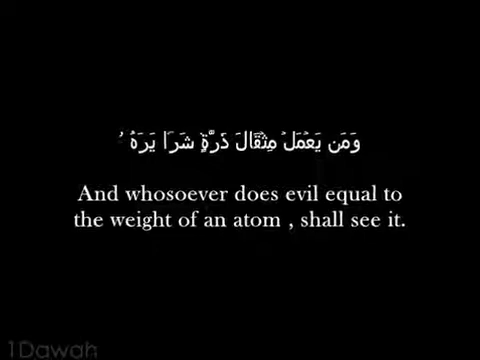 وَمَن يَعْمَلْ مِثْقَالَ ذَرَّةٍ شَرًّا يَرَهُۥ
And whosoever does evil equal to
the weight of an atom , shall see it.
1Dawah